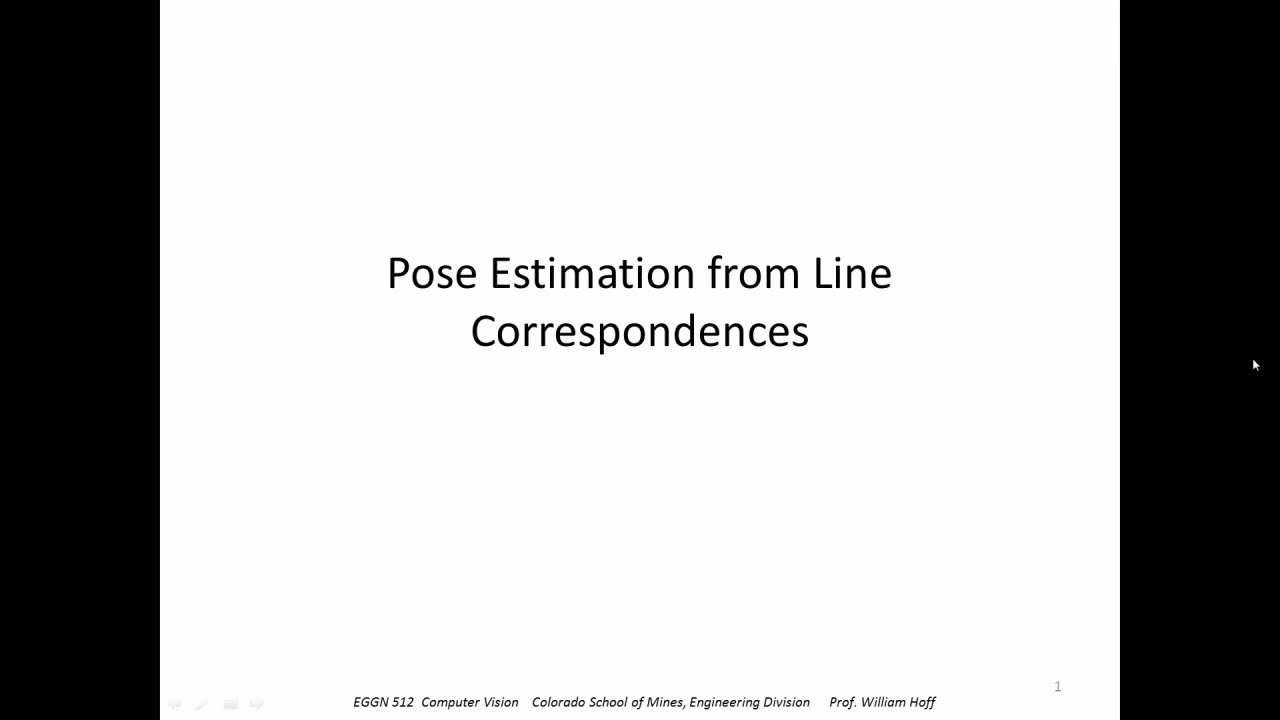 Pose Estimation from Line
Correspondences
1
EGGN 512 Computer Vision Colorado School of Mines, Engineering Division Prof. William Hoff